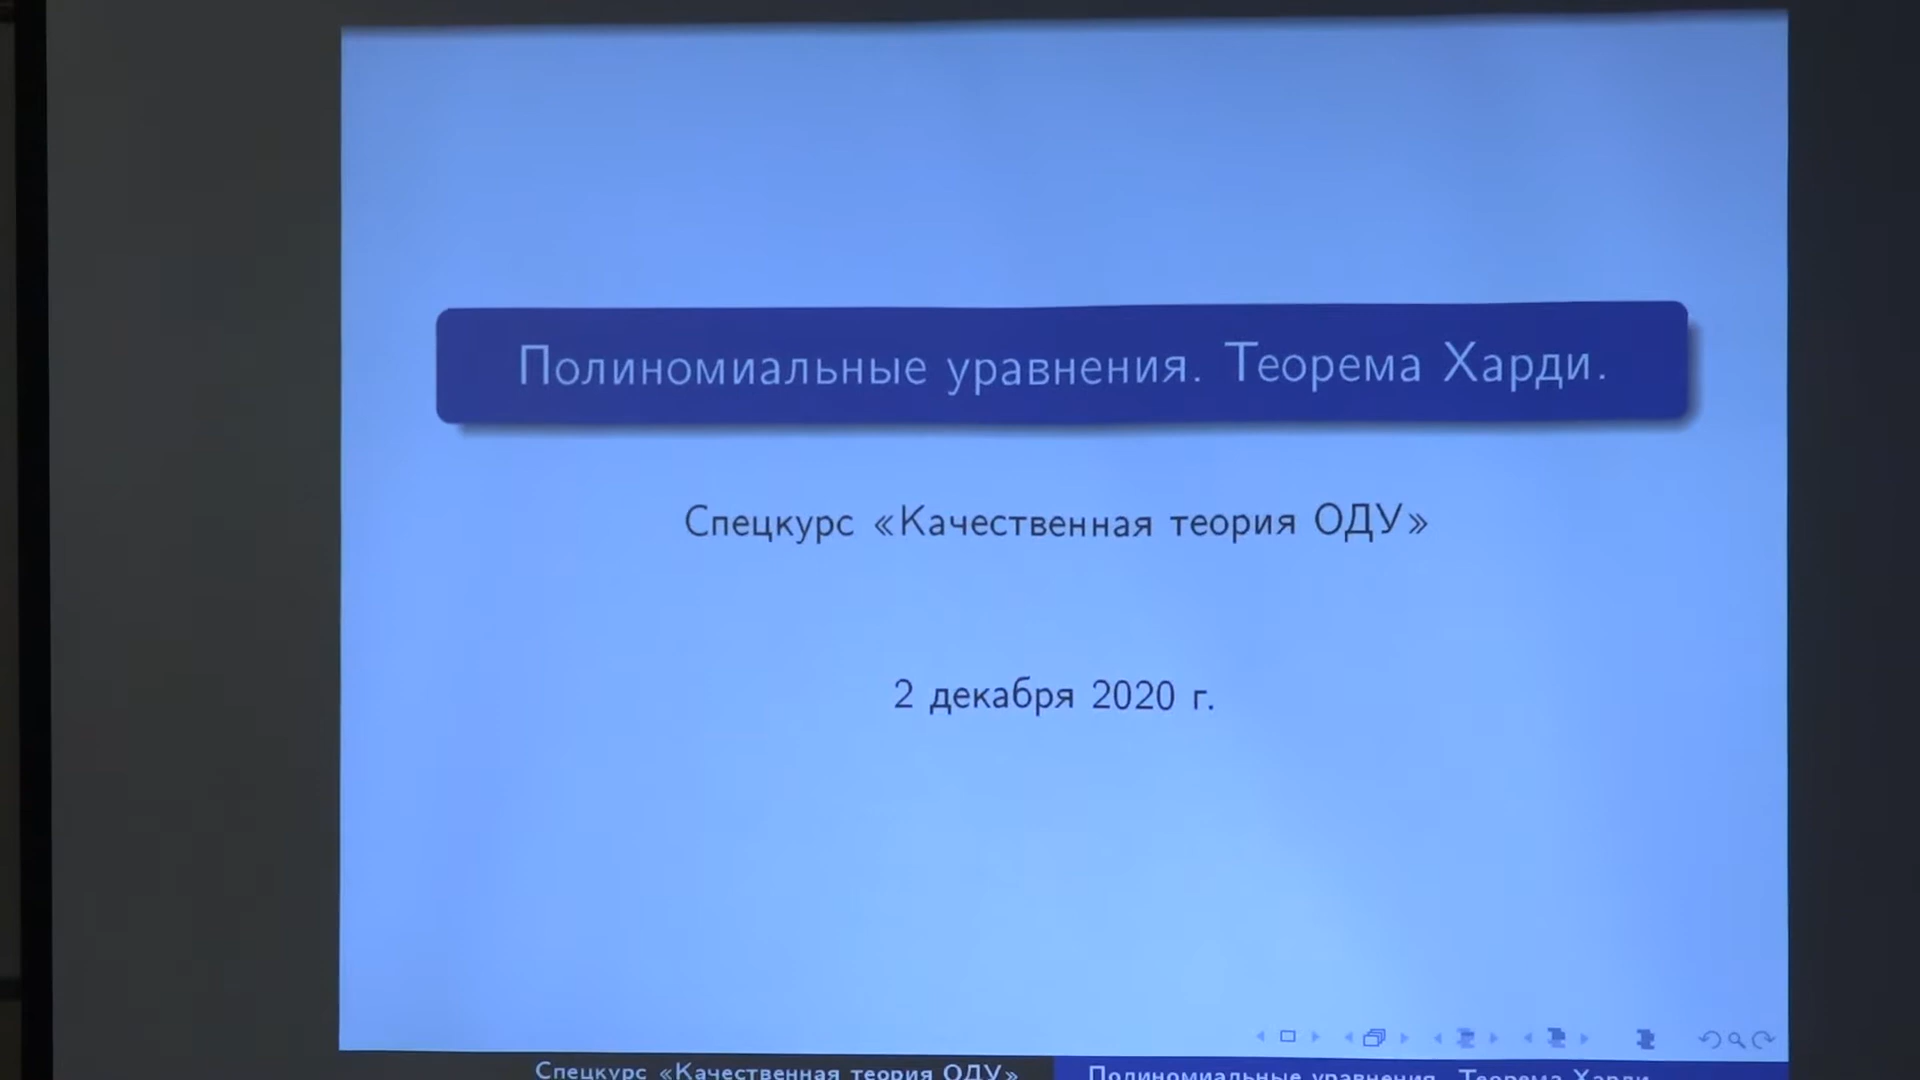 Полиномиальные уравнения. Теорема Харди.
Спецкурс «Качественная теория ОДУ»
2 декабря 2020 г.
Спецкурс «Качественная теория ОДУ»
Полиномиальные уравнения. Теорема Харди.